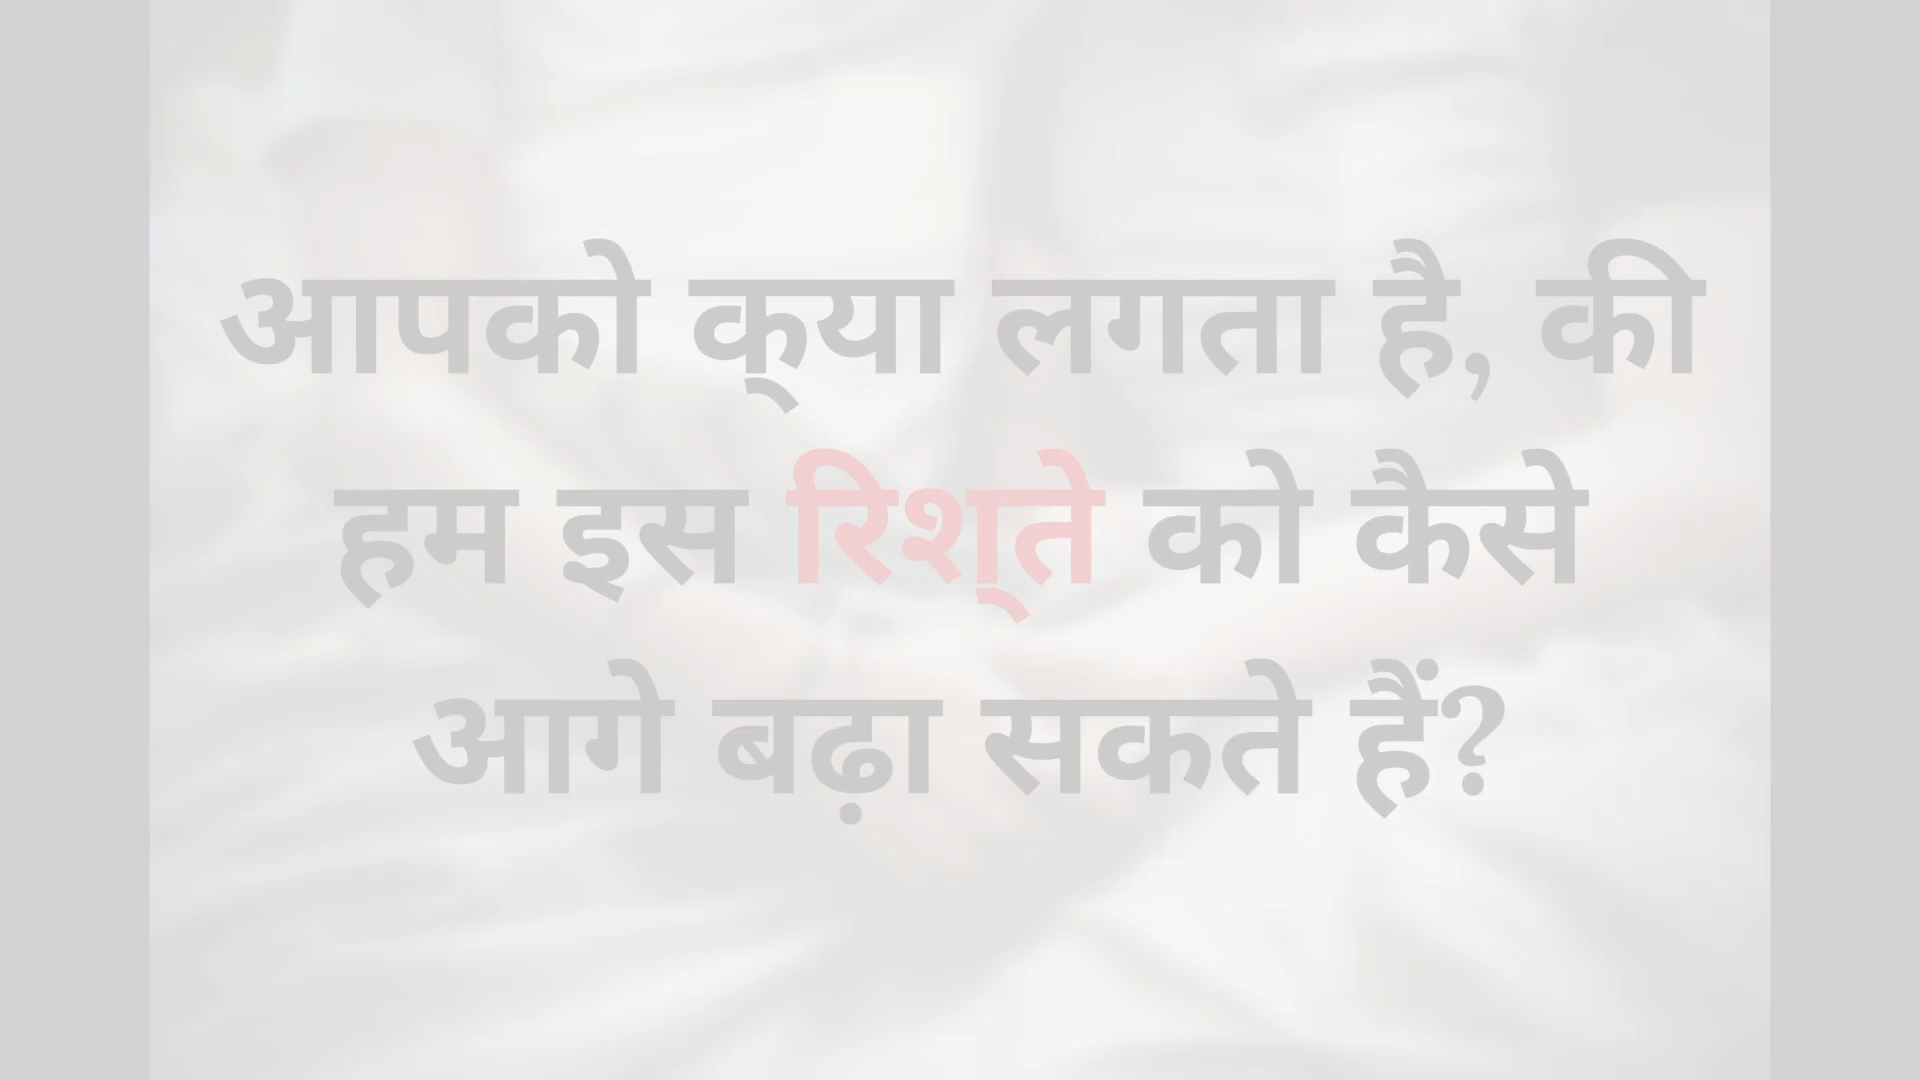 आपको क्या लगता है, की
हम इस रिश्ते को कैसे
आगे बढ़ा सकते हैं?